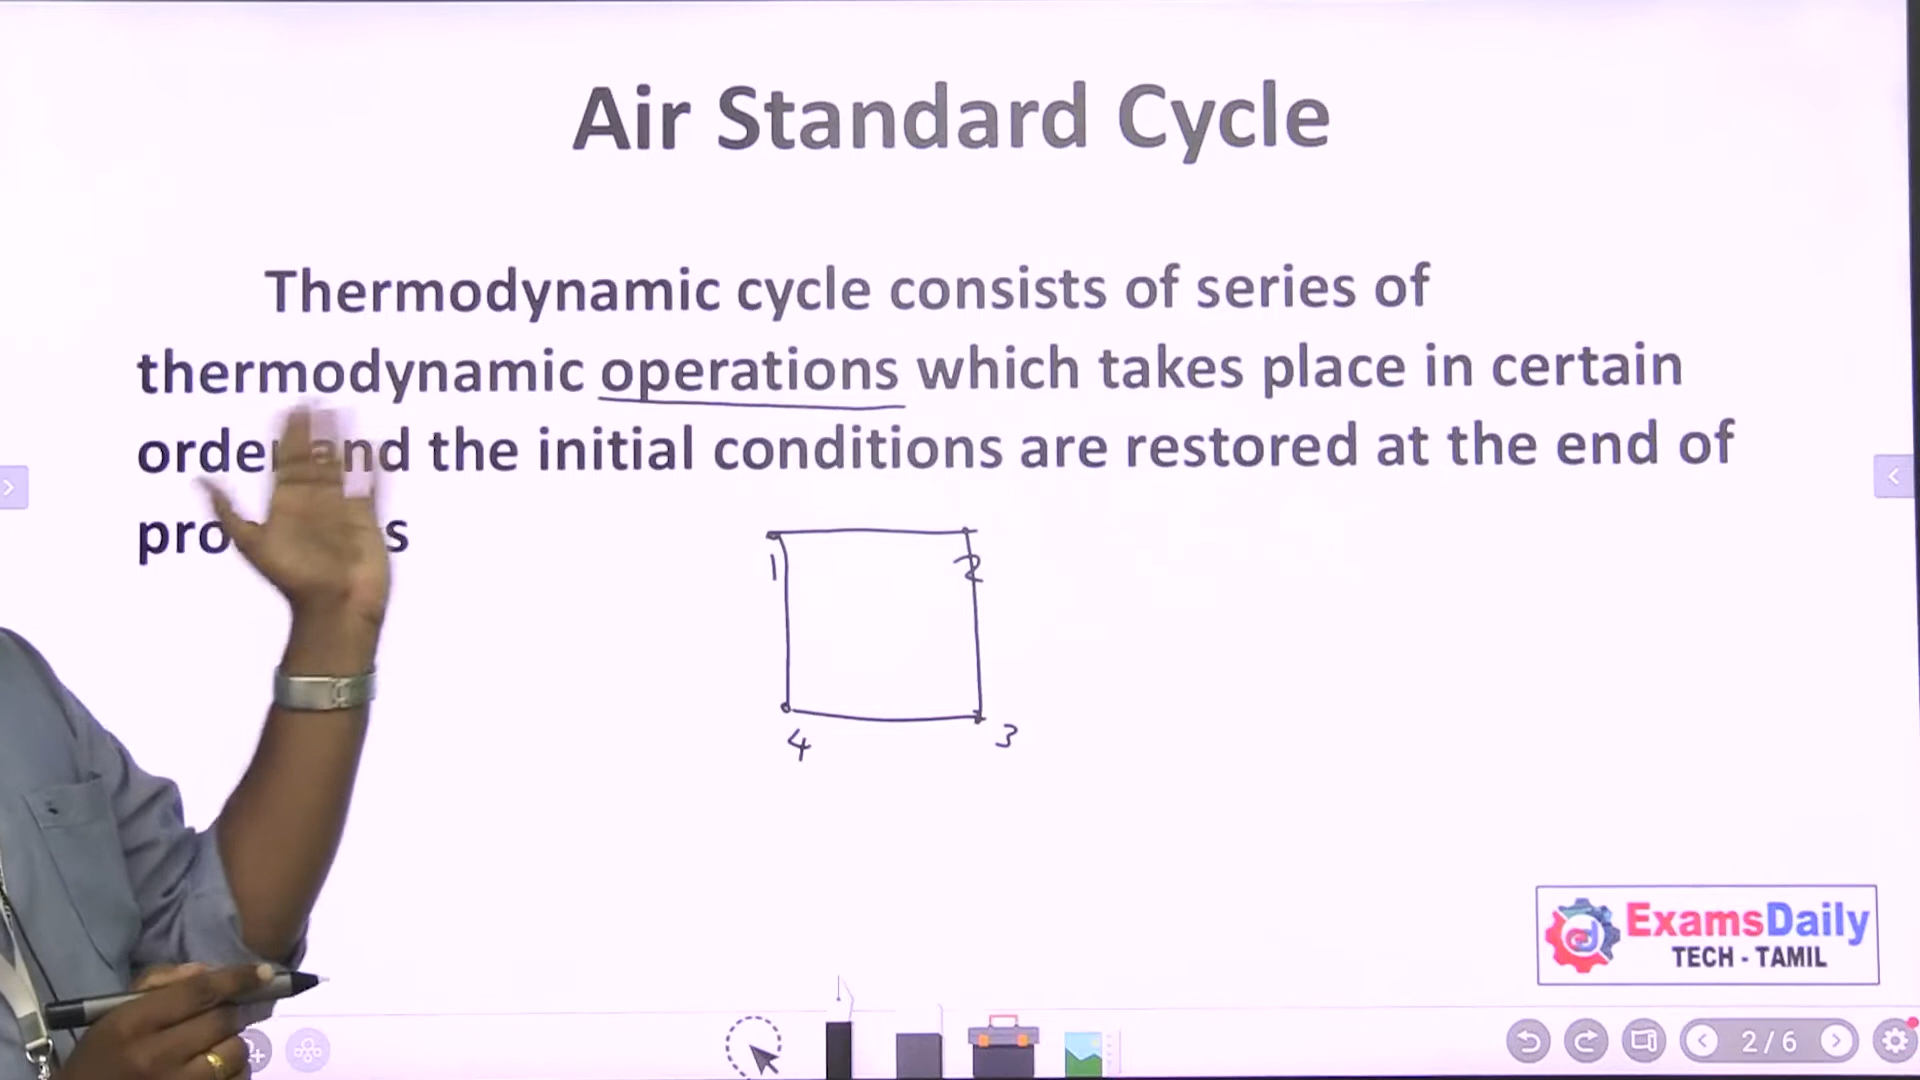 Air Standard Cycle
Thermodynamic cycle consists of series of
thermodynamic operations which takes place in certain
order and the initial conditions are restored at the end of
1
2
4
3
ExamsDaily
TECH - TAMIL
2 / 6